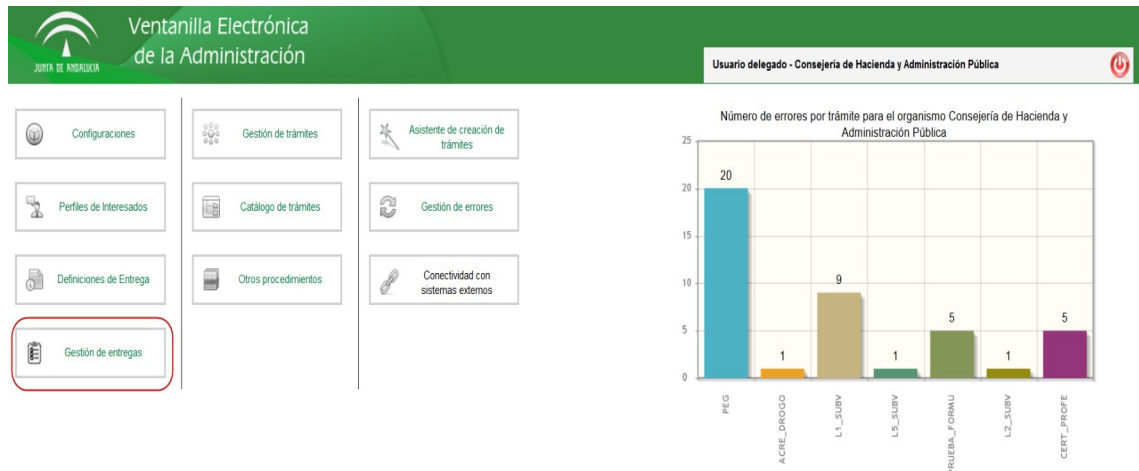 Ventanilla Electrónica
de la Administración
JUNTA DE ANDALUCIA
Usuario delegado - Consejería de Hacienda y Administración Pública
Configuraciones
Gestión de trámites
Asistente de creación de
trámites
Perfiles de Interesados
Catálogo de trámites
Gestión de errores
Definiciones de Entrega
Otros procedimientos
Conectividad con
sistemas externos
Gestión de entregas
Número de errores por trámite para el organismo Consejería de Hacienda y
Administración Pública
25
20
15
10
5
0
20
1
9
1
5
1
5
PEG
ACRE_DROGO
L1_SUBV
L5_SUBV
PRUEBA_FORMU
L2_SUBV
CERT_PROFE